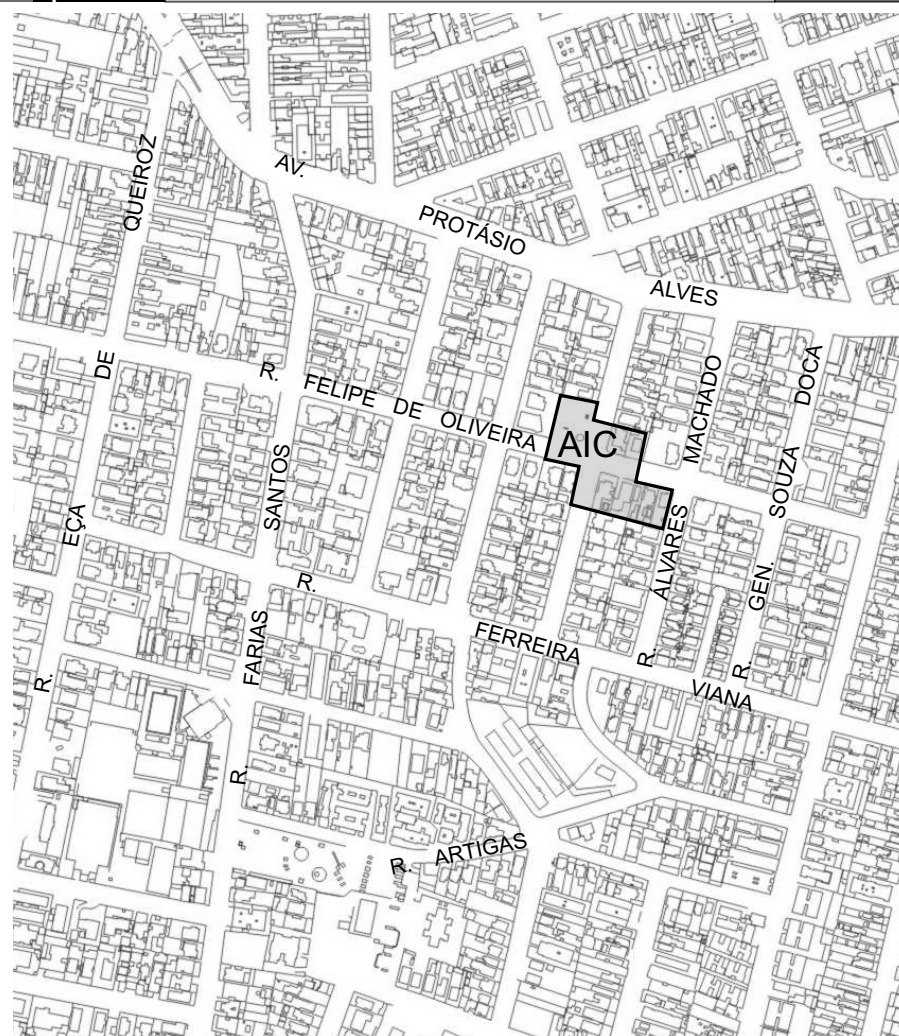 AV. PROTÁSIO ALVES
R. EÇA DE QUEIROZ
R. FELIPE DE OLIVEIRA
AIC
R. ÁLVARES MACHADO
R. GEN. SOUZA DOCA
R. FARIAS SANTOS
R. FERREIRA VIANA
R. ARTIGAS